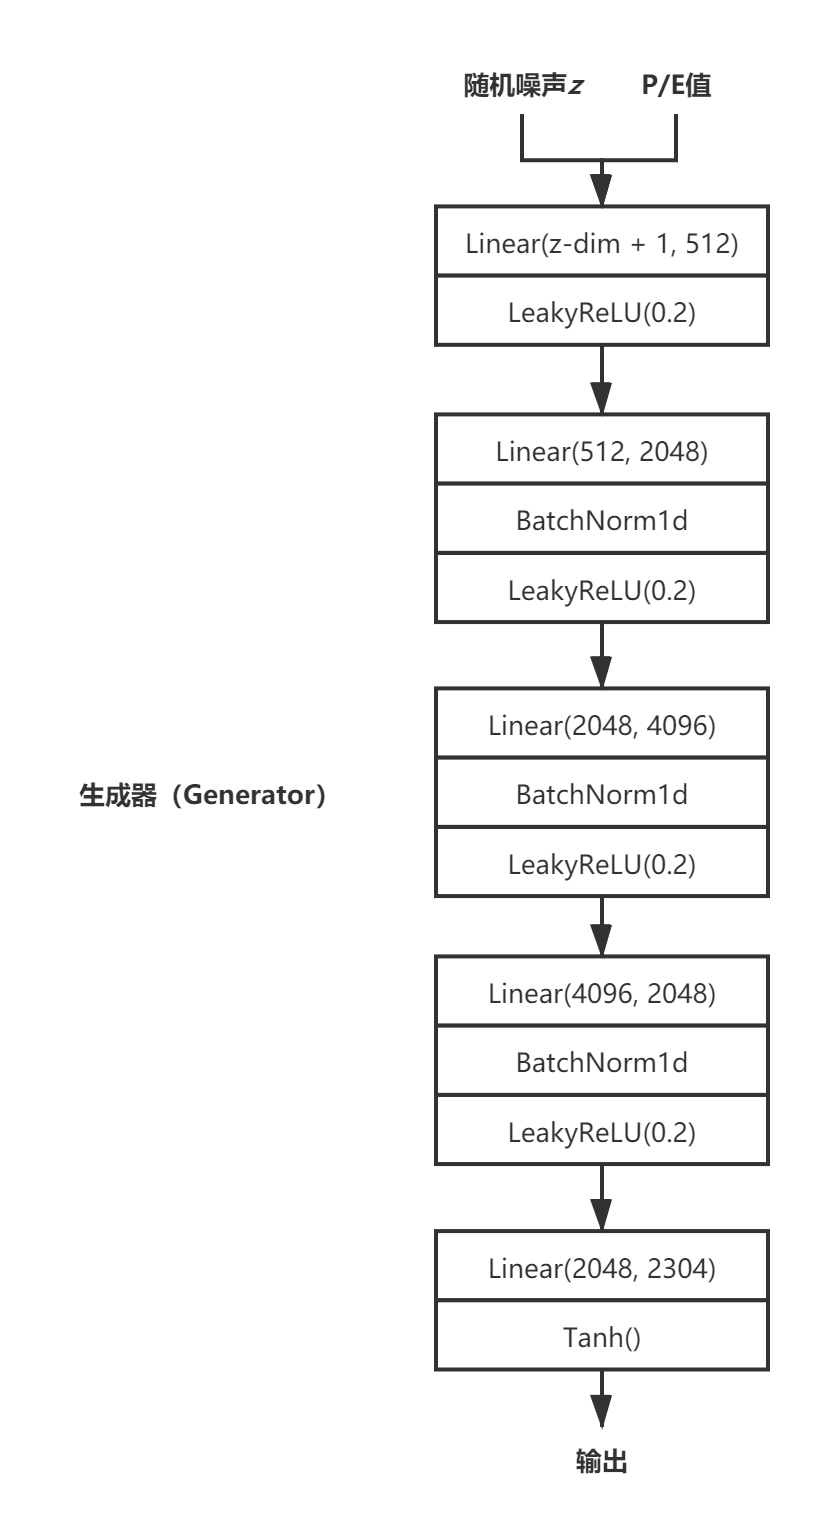 随机噪声z P/E值
Linear(z-dim + 1, 512)
LeakyReLU(0.2)
Linear(512, 2048)
BatchNorm1d
LeakyReLU(0.2)
Linear(2048, 4096)
生成器（Generator） BatchNorm1d
LeakyReLU(0.2)
Linear(4096, 2048)
BatchNorm1d
LeakyReLU(0.2)
Linear(2048, 2304)
Tanh()
输出